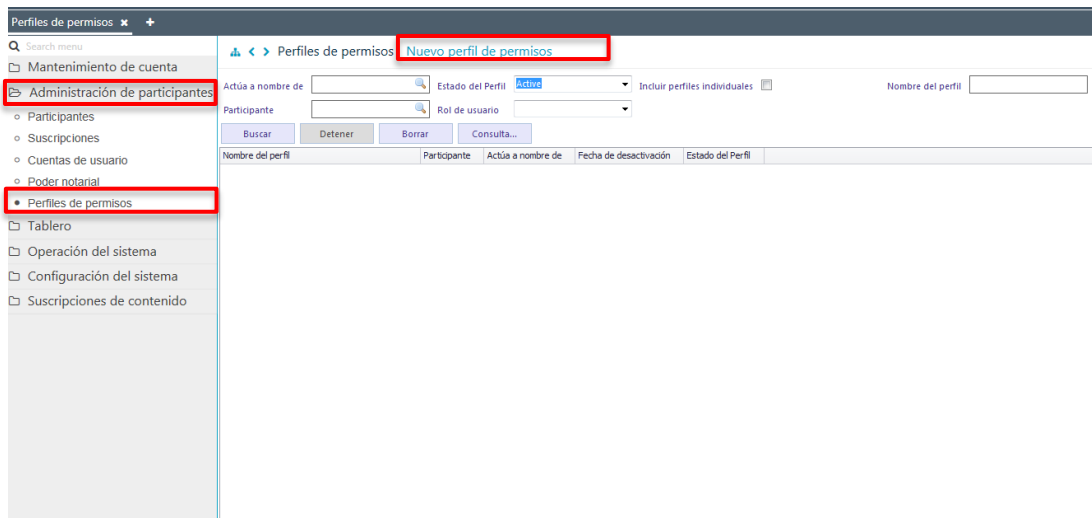 Perfiles de permisos × +
Search menu
Mantenimiento de cuenta
Administración de participantes
Participantes
Suscripciones
Cuentas de usuario
Poder notarial
Perfiles de permisos
Tablero
Operación del sistema
Configuración del sistema
Suscripciones de contenido
Perfiles de permisos Nuevo perfil de permisos
Actúa a nombre de Estado del Perfil Active Incluir perfiles individuales Nombre del perfil
Participante Rol de usuario
Buscar Detener Borrar Consulta...
Nombre del perfil Participante Actúa a nombre de Fecha de desactivación Estado del Perfil